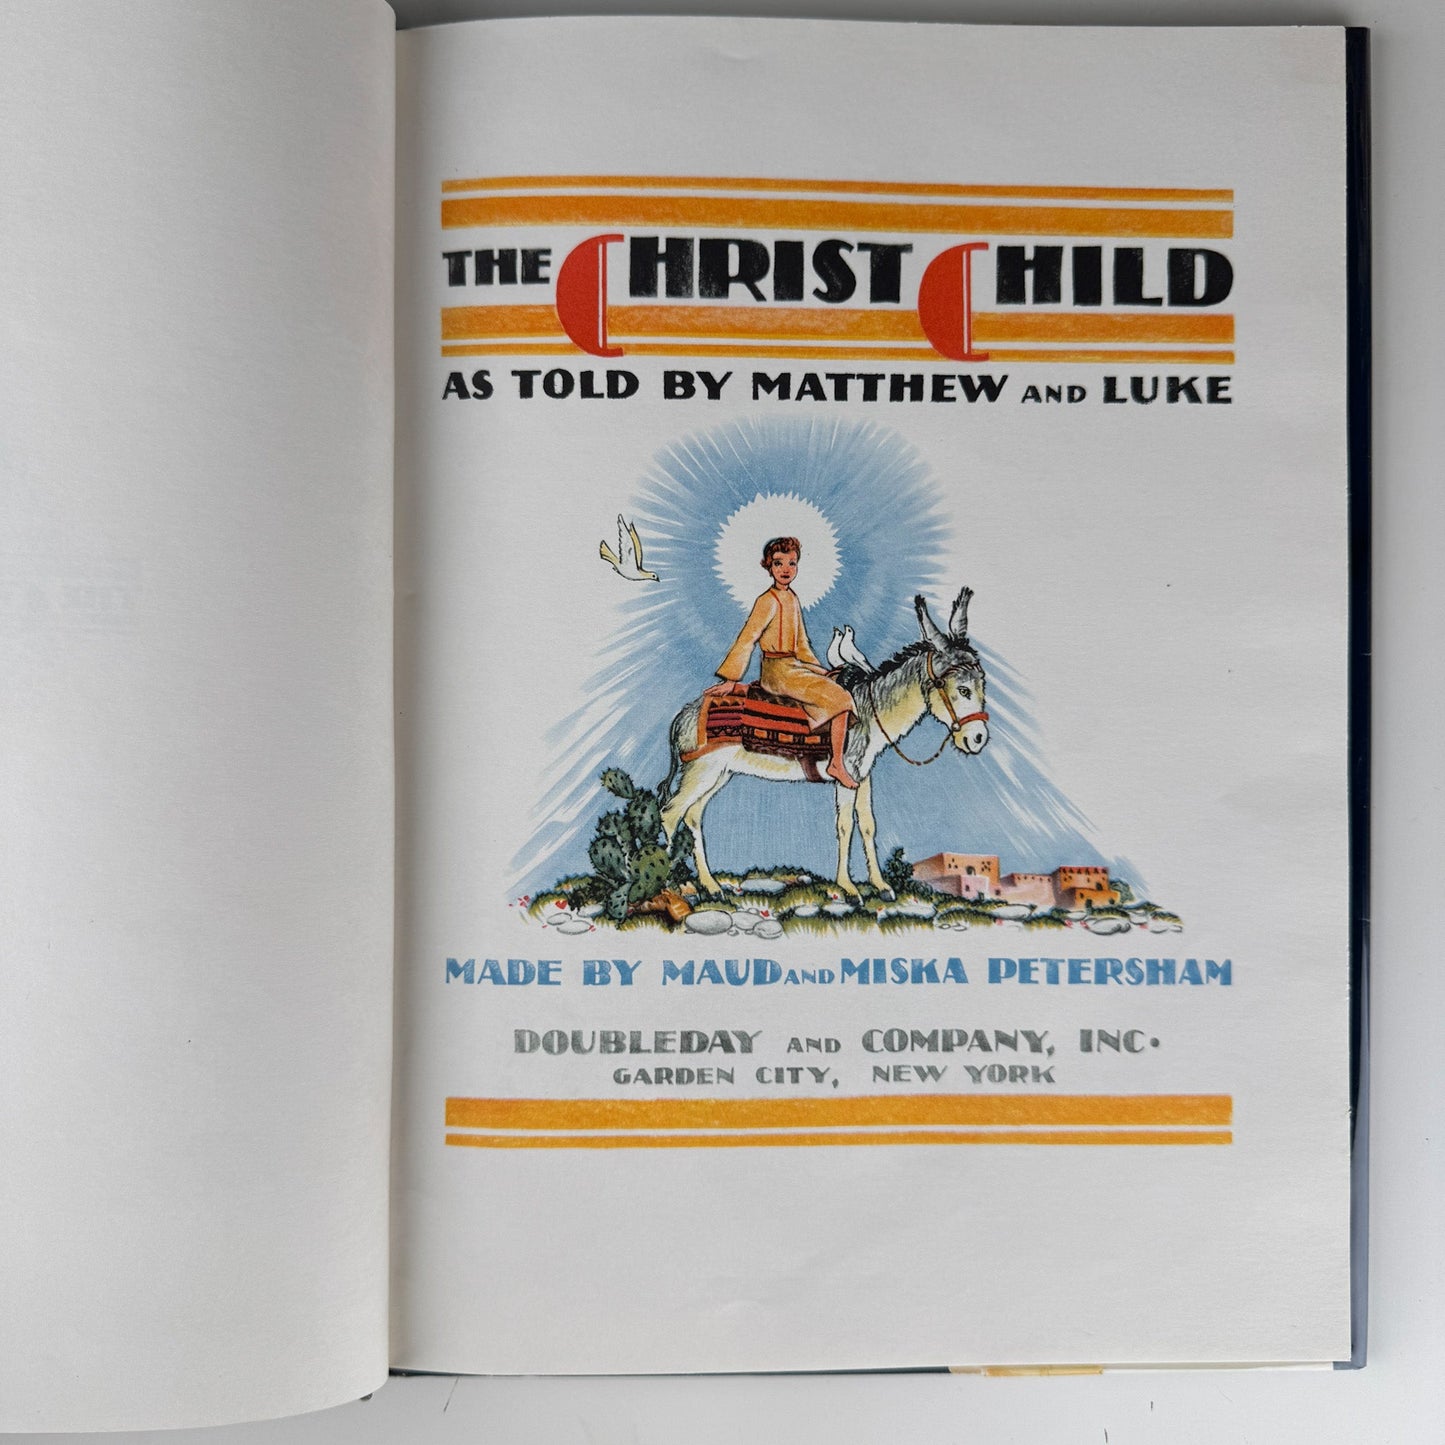 THE CHRIST CHILD
AS TOLD BY MATTHEW AND LUKE
MADE BY MAUD AND MISKA PETERSHAM
DOUBLEDAY AND COMPANY, INC.
GARDEN CITY, NEW YORK